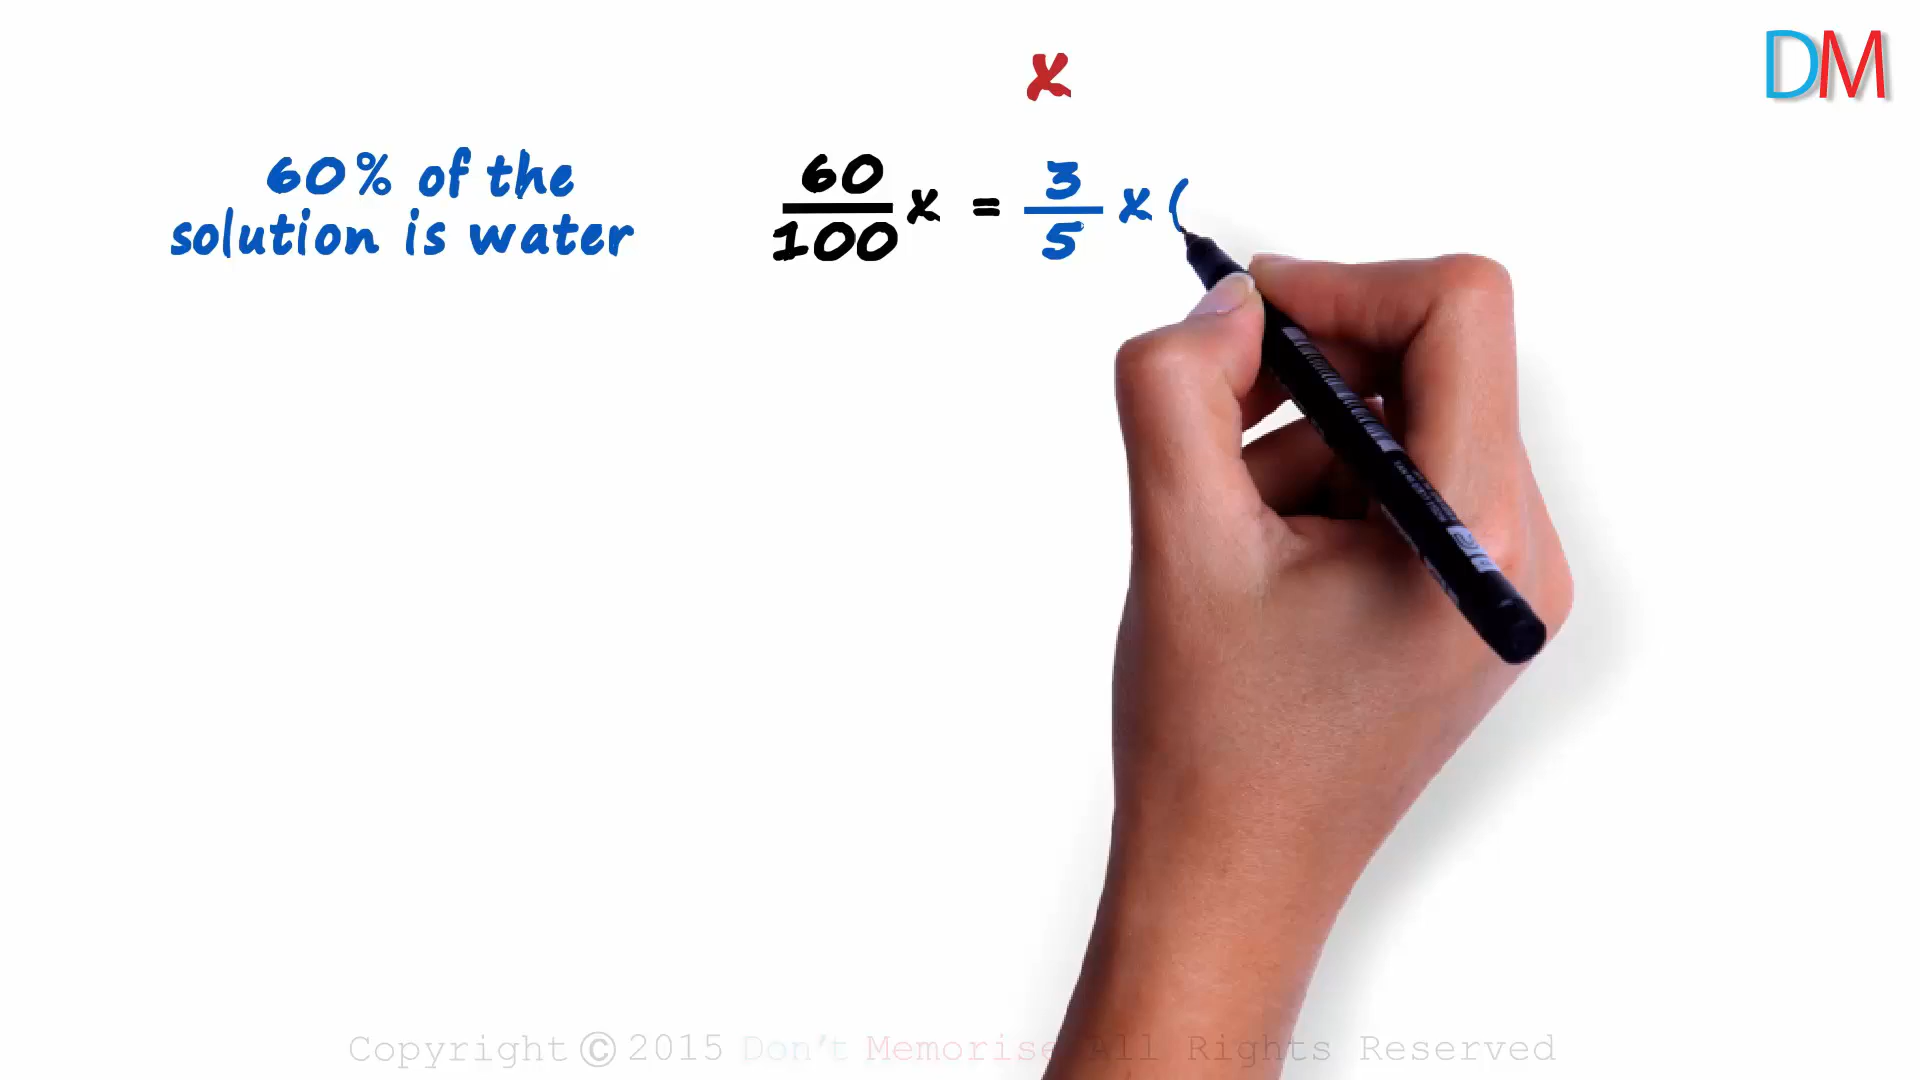 DM
x
60% of the
solution is water
60/100 x = 3/5 x (
Copyright © 2015 Don't Memorise All Rights Reserved